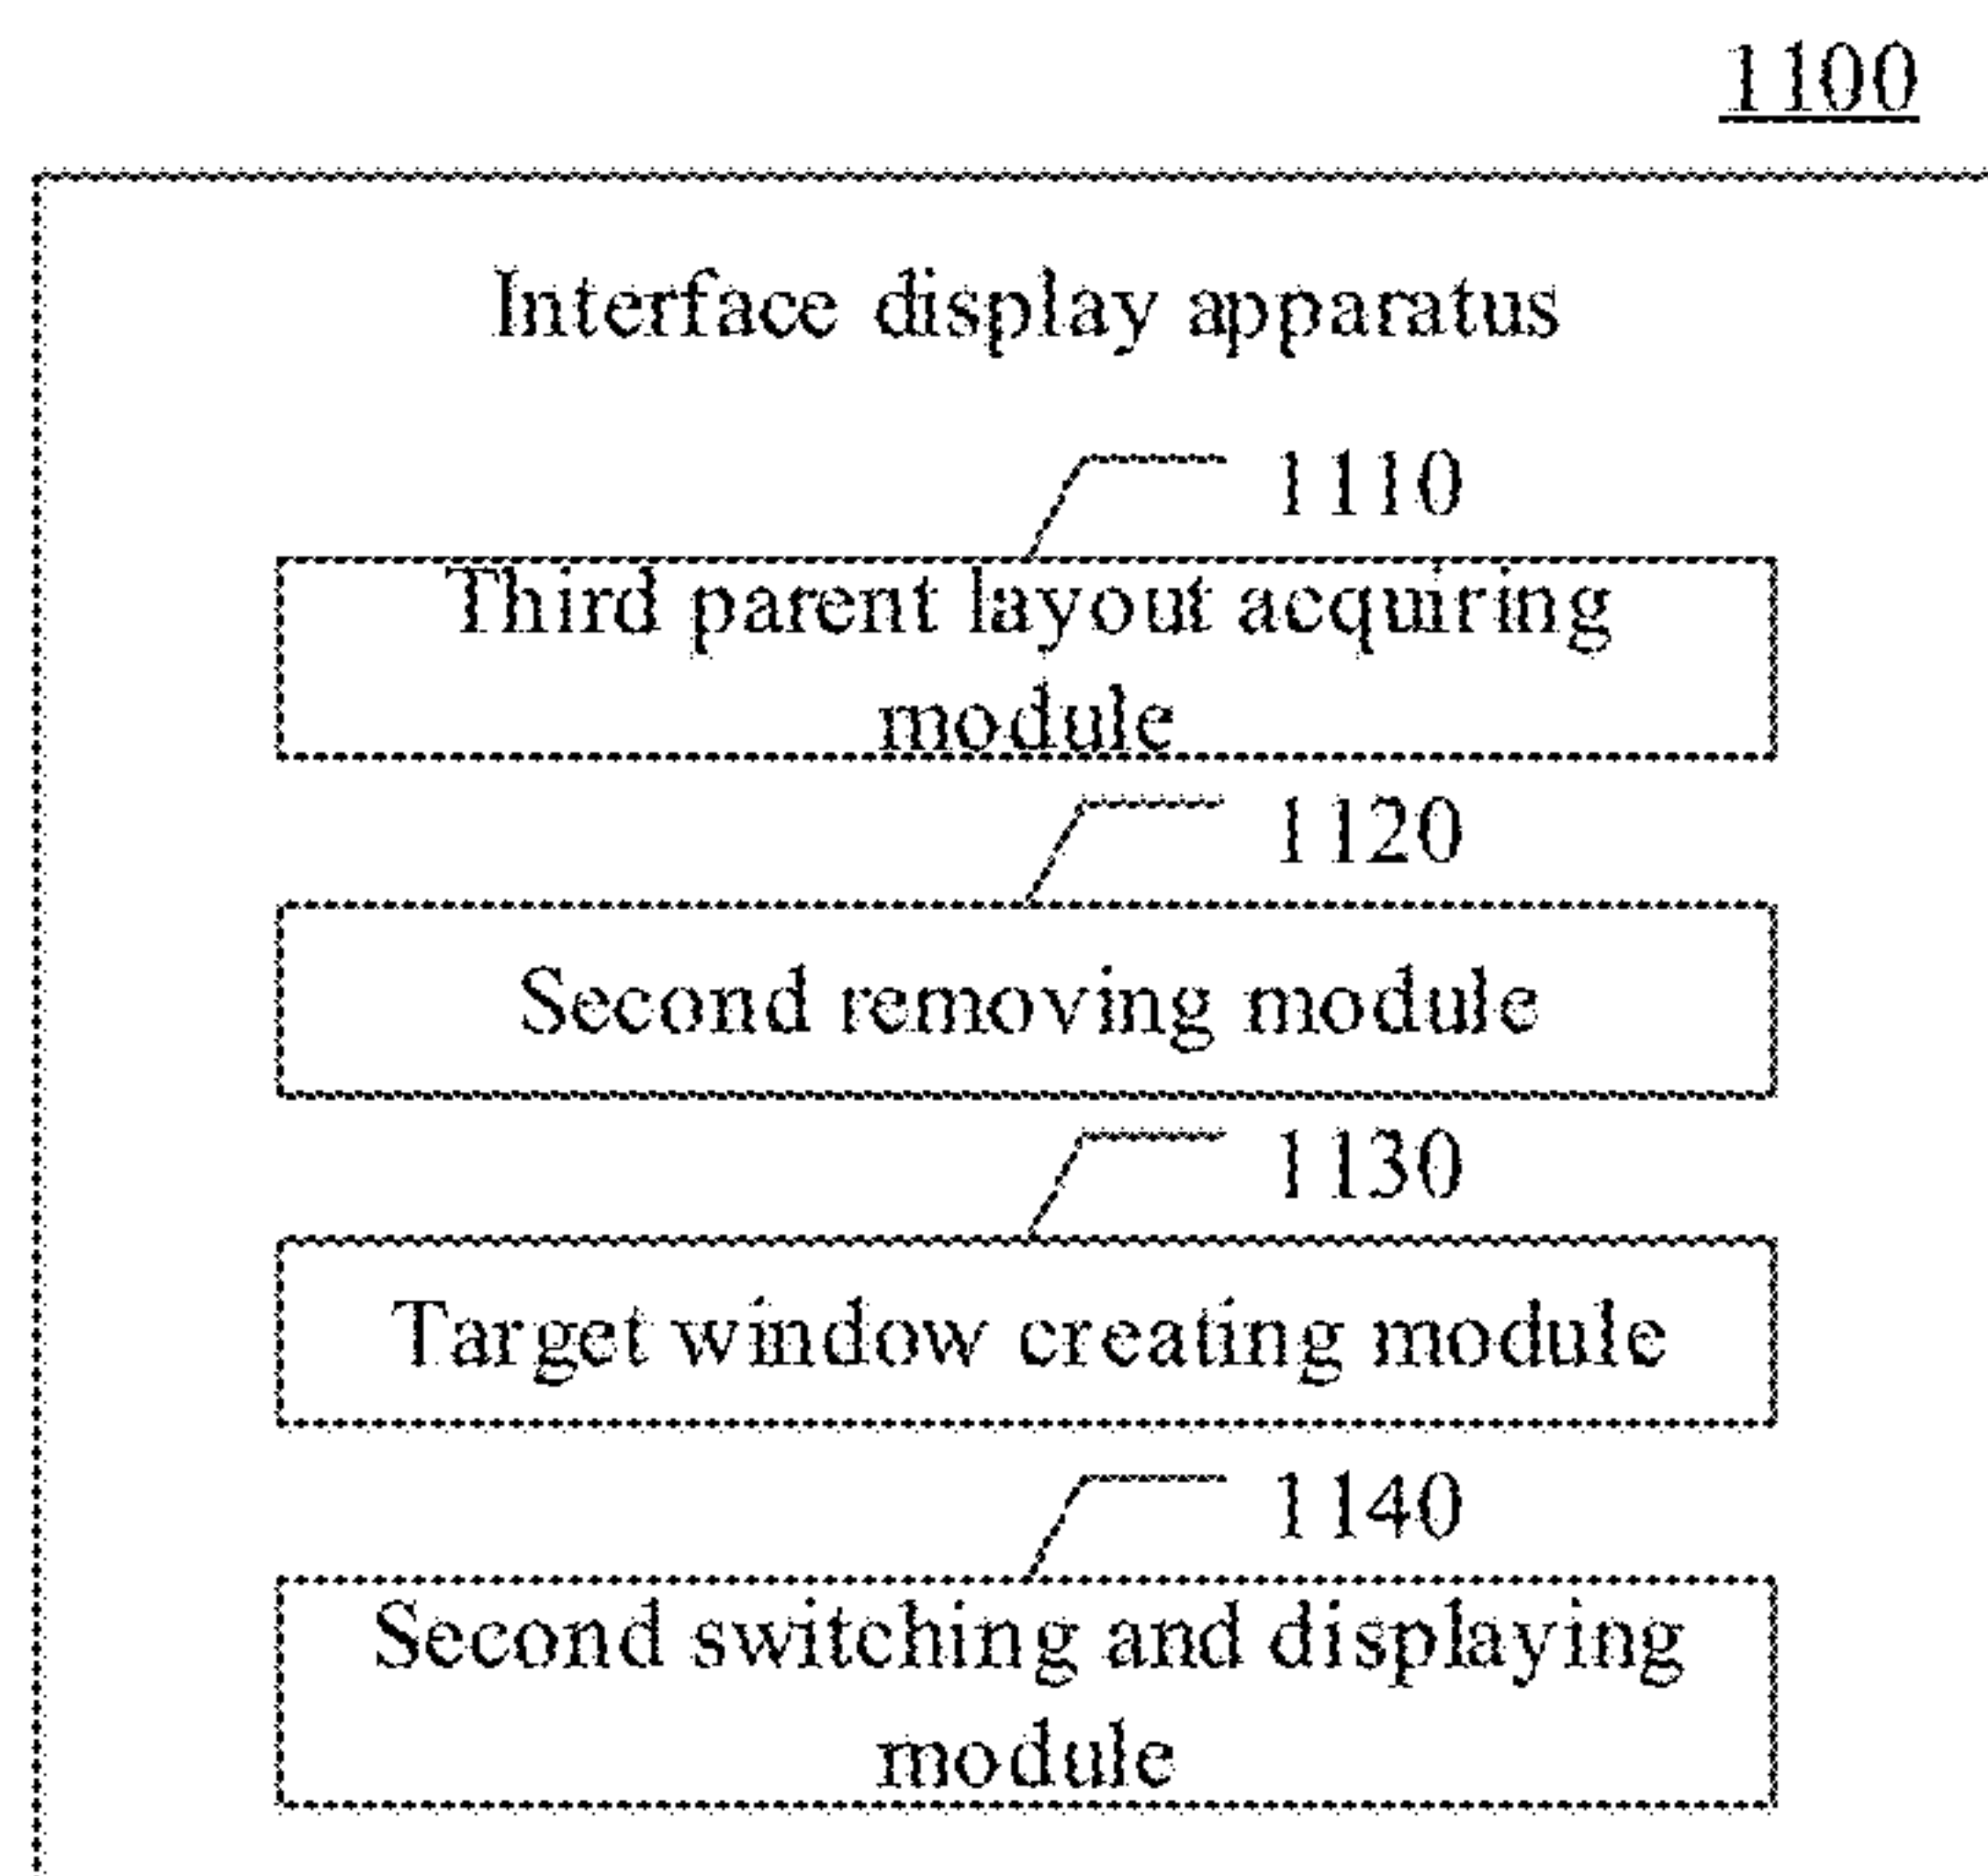 1100
Interface display apparatus
1110
Third parent layout acquiring
module
1120
Second removing module
1130
Target window creating module
1140
Second switching and displaying
module